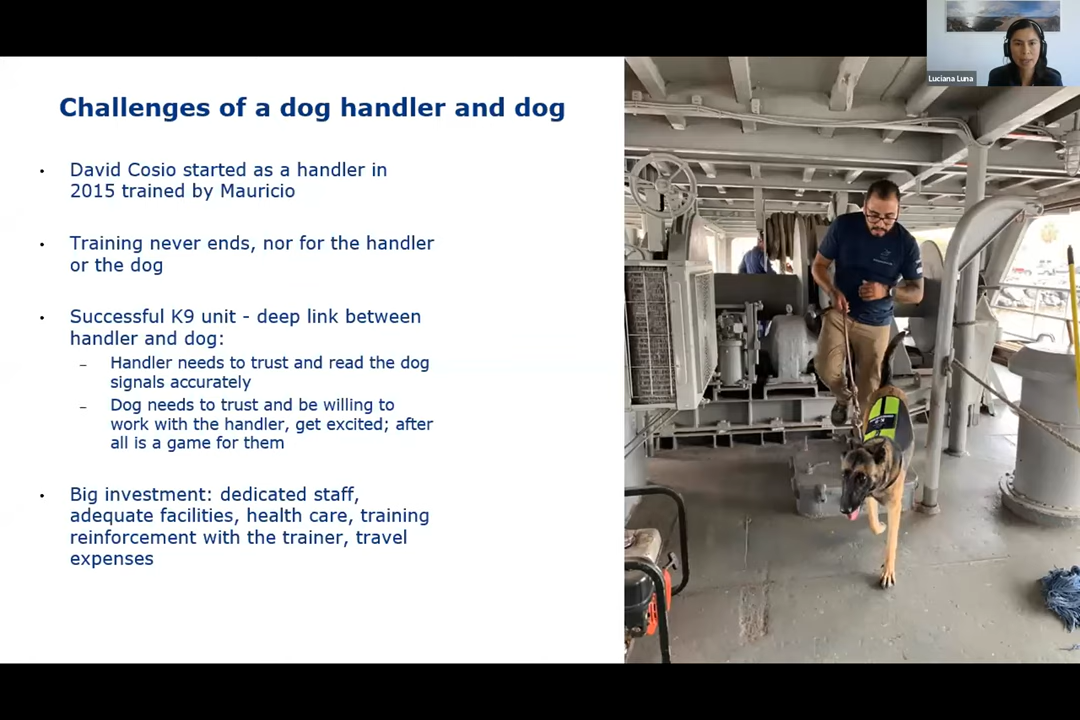 Luciana Luna
Challenges of a dog handler and dog
• David Cosio started as a handler in
2015 trained by Mauricio
• Training never ends, nor for the handler
or the dog
• Successful K9 unit - deep link between
handler and dog:
– Handler needs to trust and read the dog
signals accurately
– Dog needs to trust and be willing to
work with the handler, get excited; after
all is a game for them
• Big investment: dedicated staff,
adequate facilities, health care, training
reinforcement with the trainer, travel
expenses